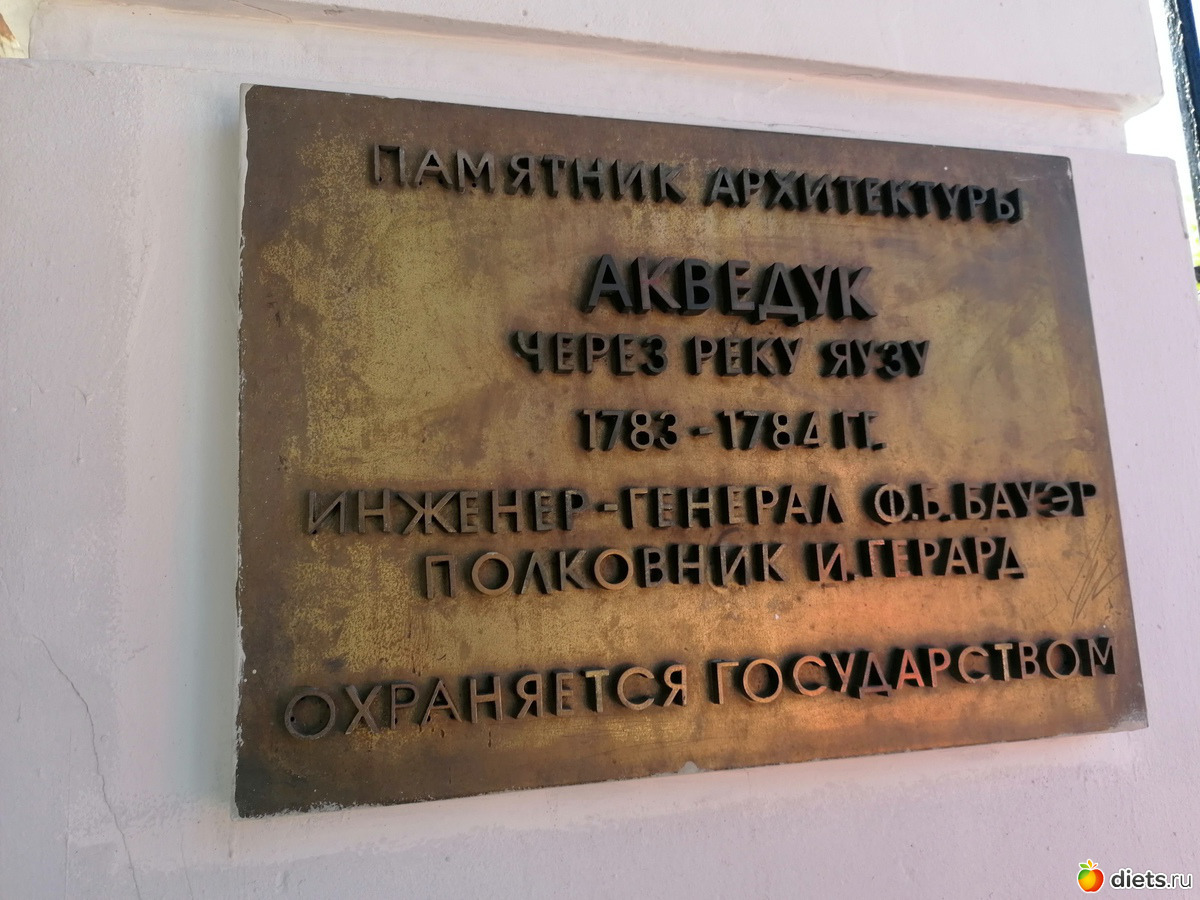 ПАМЯТНИК АРХИТЕКТУРЫ
АКВЕДУК
ЧЕРЕЗ РЕКУ ЯУЗУ
1783-1784 ГГ.
ИНЖЕНЕР-ГЕНЕРАЛ Ф.Б.БАУЭР
ПОЛКОВНИК И.ГЕРАРД
ОХРАНЯЕТСЯ ГОСУДАРСТВОМ
diets.ru